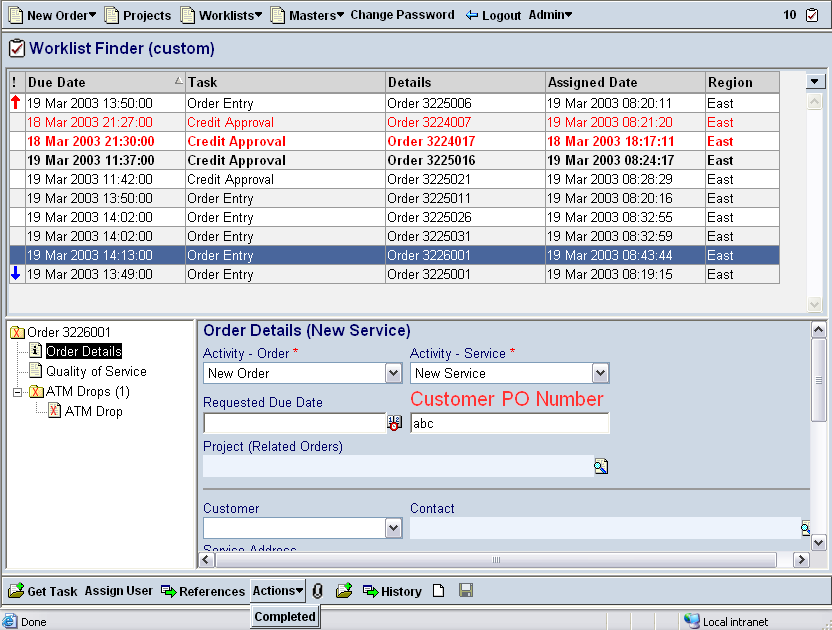 New Order Projects Worklists Masters Change Password Logout Admin 10
Worklist Finder (custom)
! Due Date Task Details Assigned Date Region
19 Mar 2003 13:50:00 Order Entry Order 3225006 19 Mar 2003 08:20:11 East
18 Mar 2003 21:27:00 Credit Approval Order 3224007 19 Mar 2003 08:21:20 East
18 Mar 2003 21:30:00 Credit Approval Order 3224017 18 Mar 2003 18:17:11 East
19 Mar 2003 11:37:00 Credit Approval Order 3225016 19 Mar 2003 08:24:17 East
19 Mar 2003 11:42:00 Credit Approval Order 3225021 19 Mar 2003 08:28:29 East
19 Mar 2003 13:50:00 Order Entry Order 3225011 19 Mar 2003 08:20:16 East
19 Mar 2003 14:02:00 Order Entry Order 3225026 19 Mar 2003 08:32:55 East
19 Mar 2003 14:02:00 Order Entry Order 3225031 19 Mar 2003 08:32:59 East
19 Mar 2003 14:13:00 Order Entry Order 3226001 19 Mar 2003 08:43:44 East
19 Mar 2003 13:49:00 Order Entry Order 3225001 19 Mar 2003 08:19:15 East
Order 3226001
Order Details
Quality of Service
ATM Drops (1)
ATM Drop
Order Details (New Service)
Activity - Order * Activity - Service *
New Order New Service
Requested Due Date Customer PO Number
abc
Project (Related Orders)
Customer Contact
Service Address
Get Task Assign User References Actions History
Completed
Done Local intranet